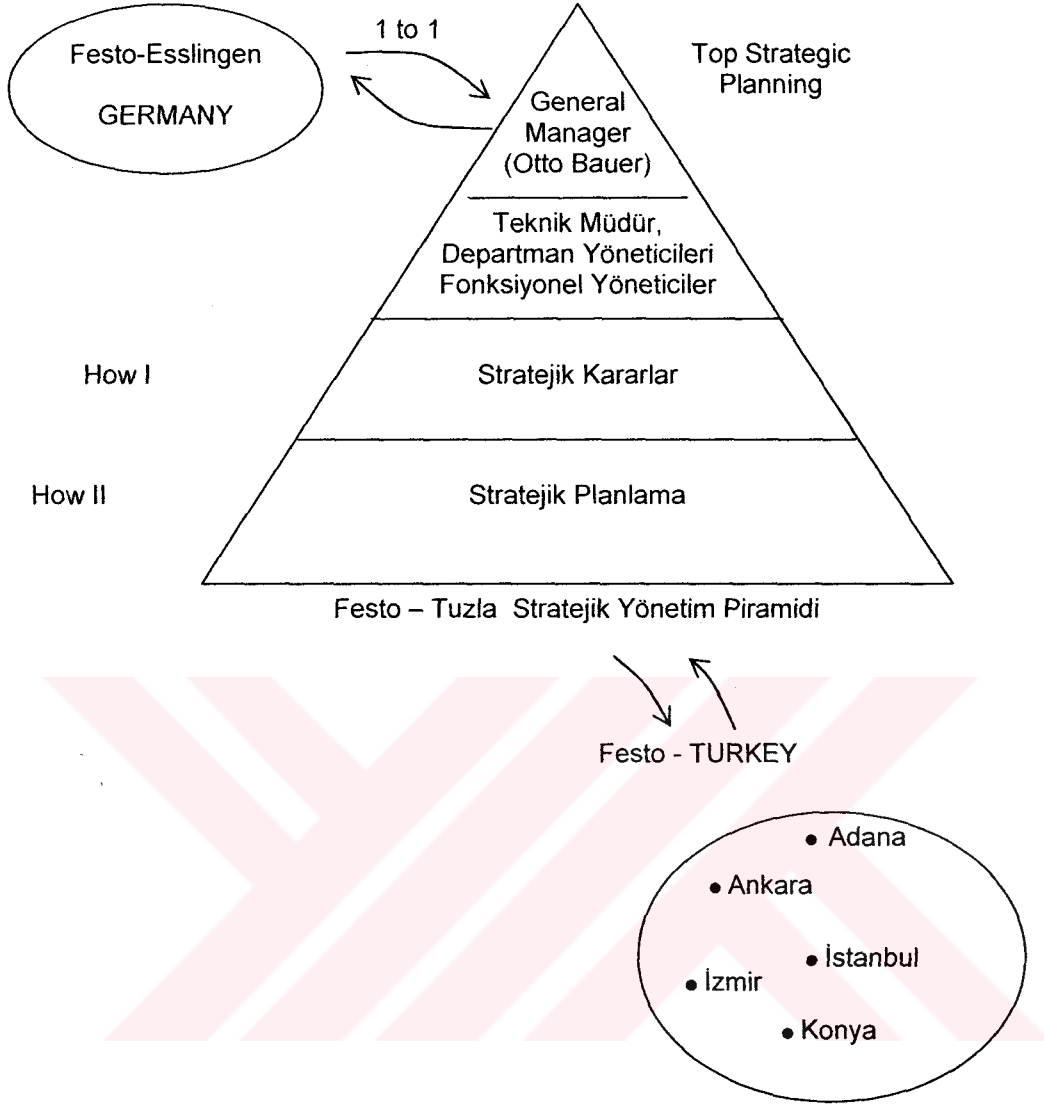 Festo-Esslingen
GERMANY
1 to 1
Top Strategic
Planning
General
Manager
(Otto Bauer)
Teknik Müdür,
Departman Yöneticileri
Fonksiyonel Yöneticiler
How I
Stratejik Kararlar
How II
Stratejik Planlama
Festo – Tuzla Stratejik Yönetim Piramidi
Festo - TURKEY
• Adana
• Ankara
• İstanbul
• İzmir
• Konya